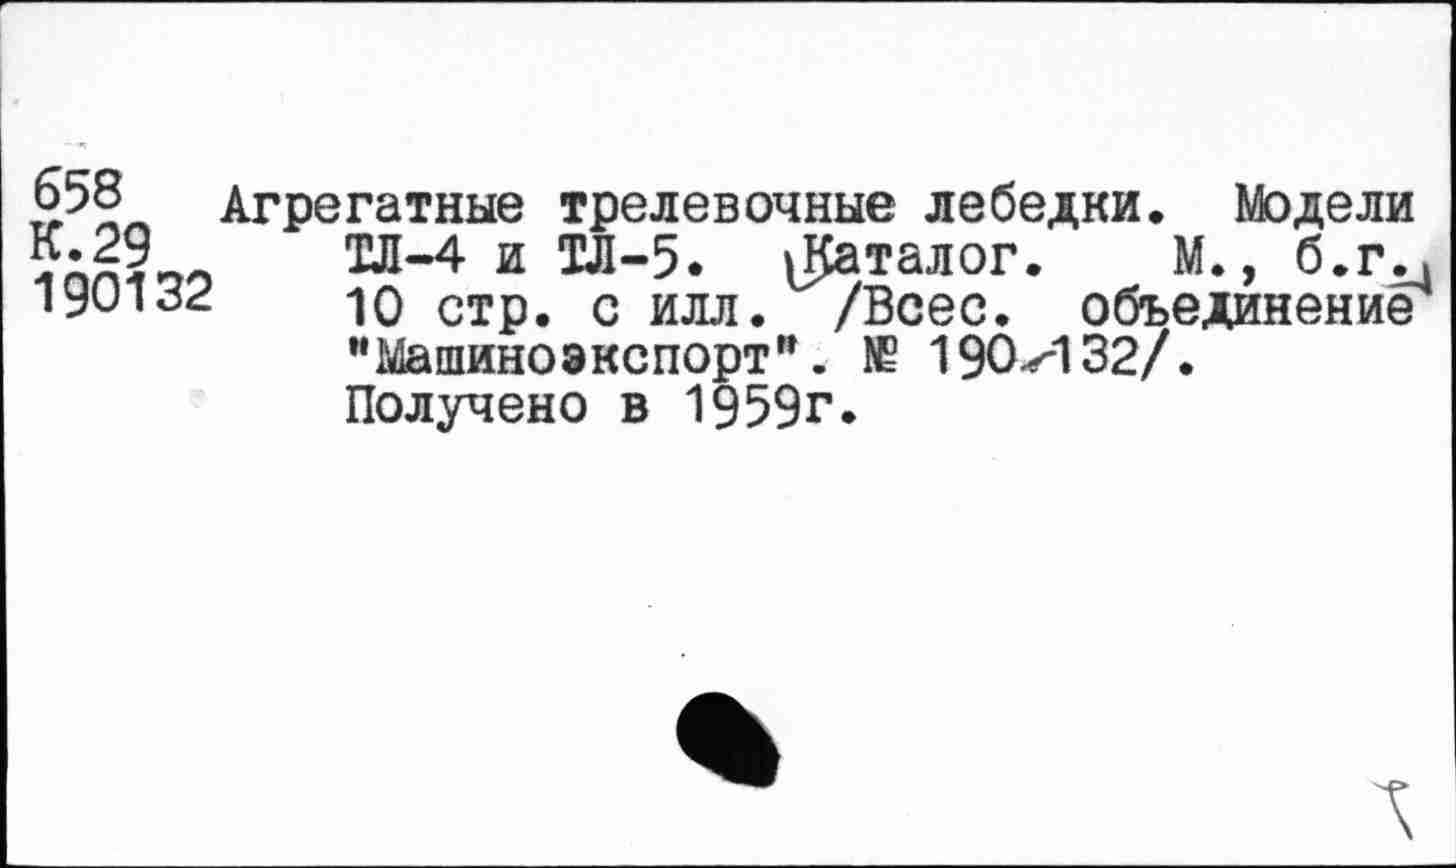 658 Агрегатные трелевочные лебедки. Модели
К.29 ТЛ-4 и ТЛ-5. Каталог. М., б.г.,
190132 10 стр. с илл. /Всес. объединение
"Машиноэкспорт". № 190-132/.
Получено в 1959г.